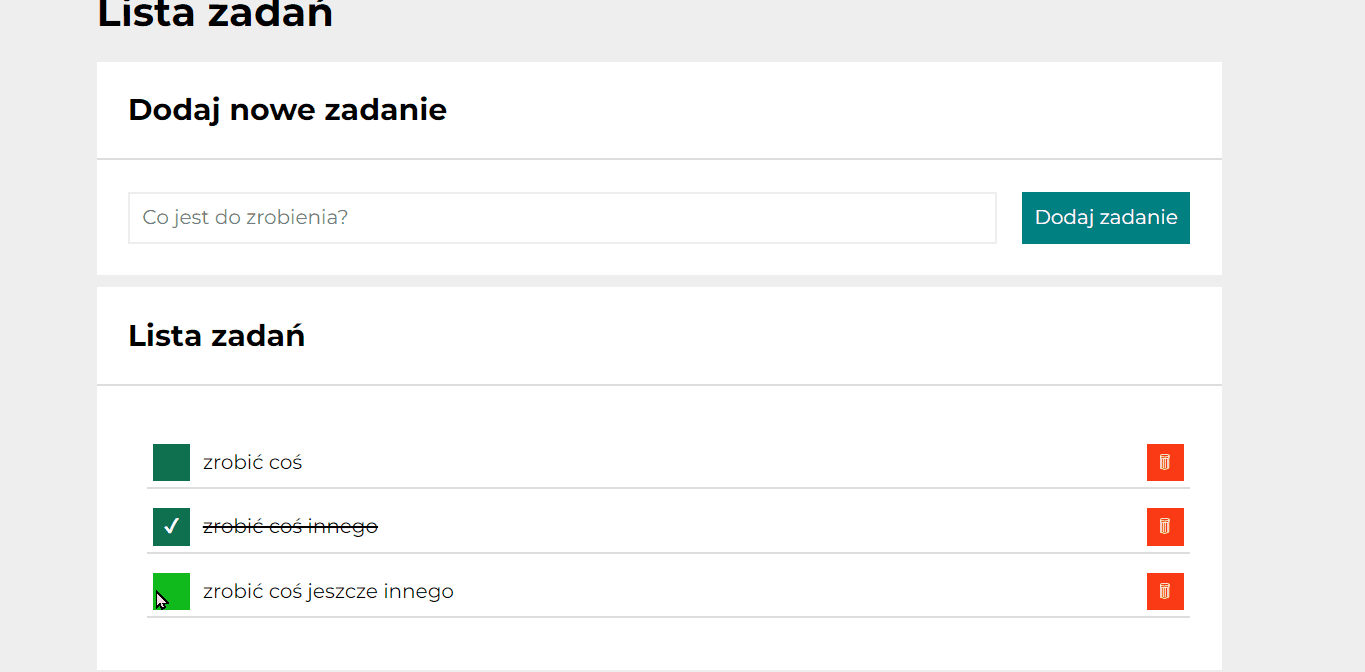 Lista zadań
Dodaj nowe zadanie
Co jest do zrobienia?
Dodaj zadanie
Lista zadań
zrobić coś
zrobić coś innego
zrobić coś jeszcze innego